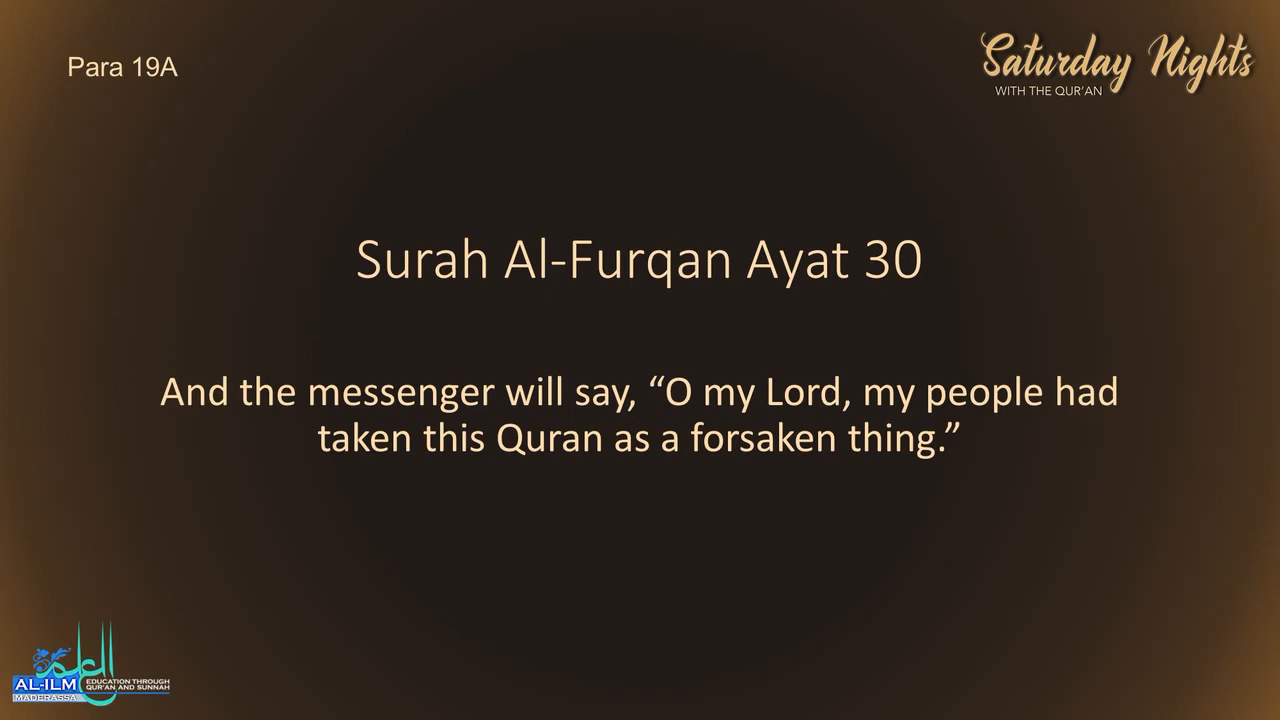 Para 19A
Saturday Nights
WITH THE QUR'AN
Surah Al-Furqan Ayat 30
And the messenger will say, “O my Lord, my people had
taken this Quran as a forsaken thing.”
العلم
AL-ILM
MADERASSA
EDUCATION THROUGH
QUR'AN AND SUNNAH